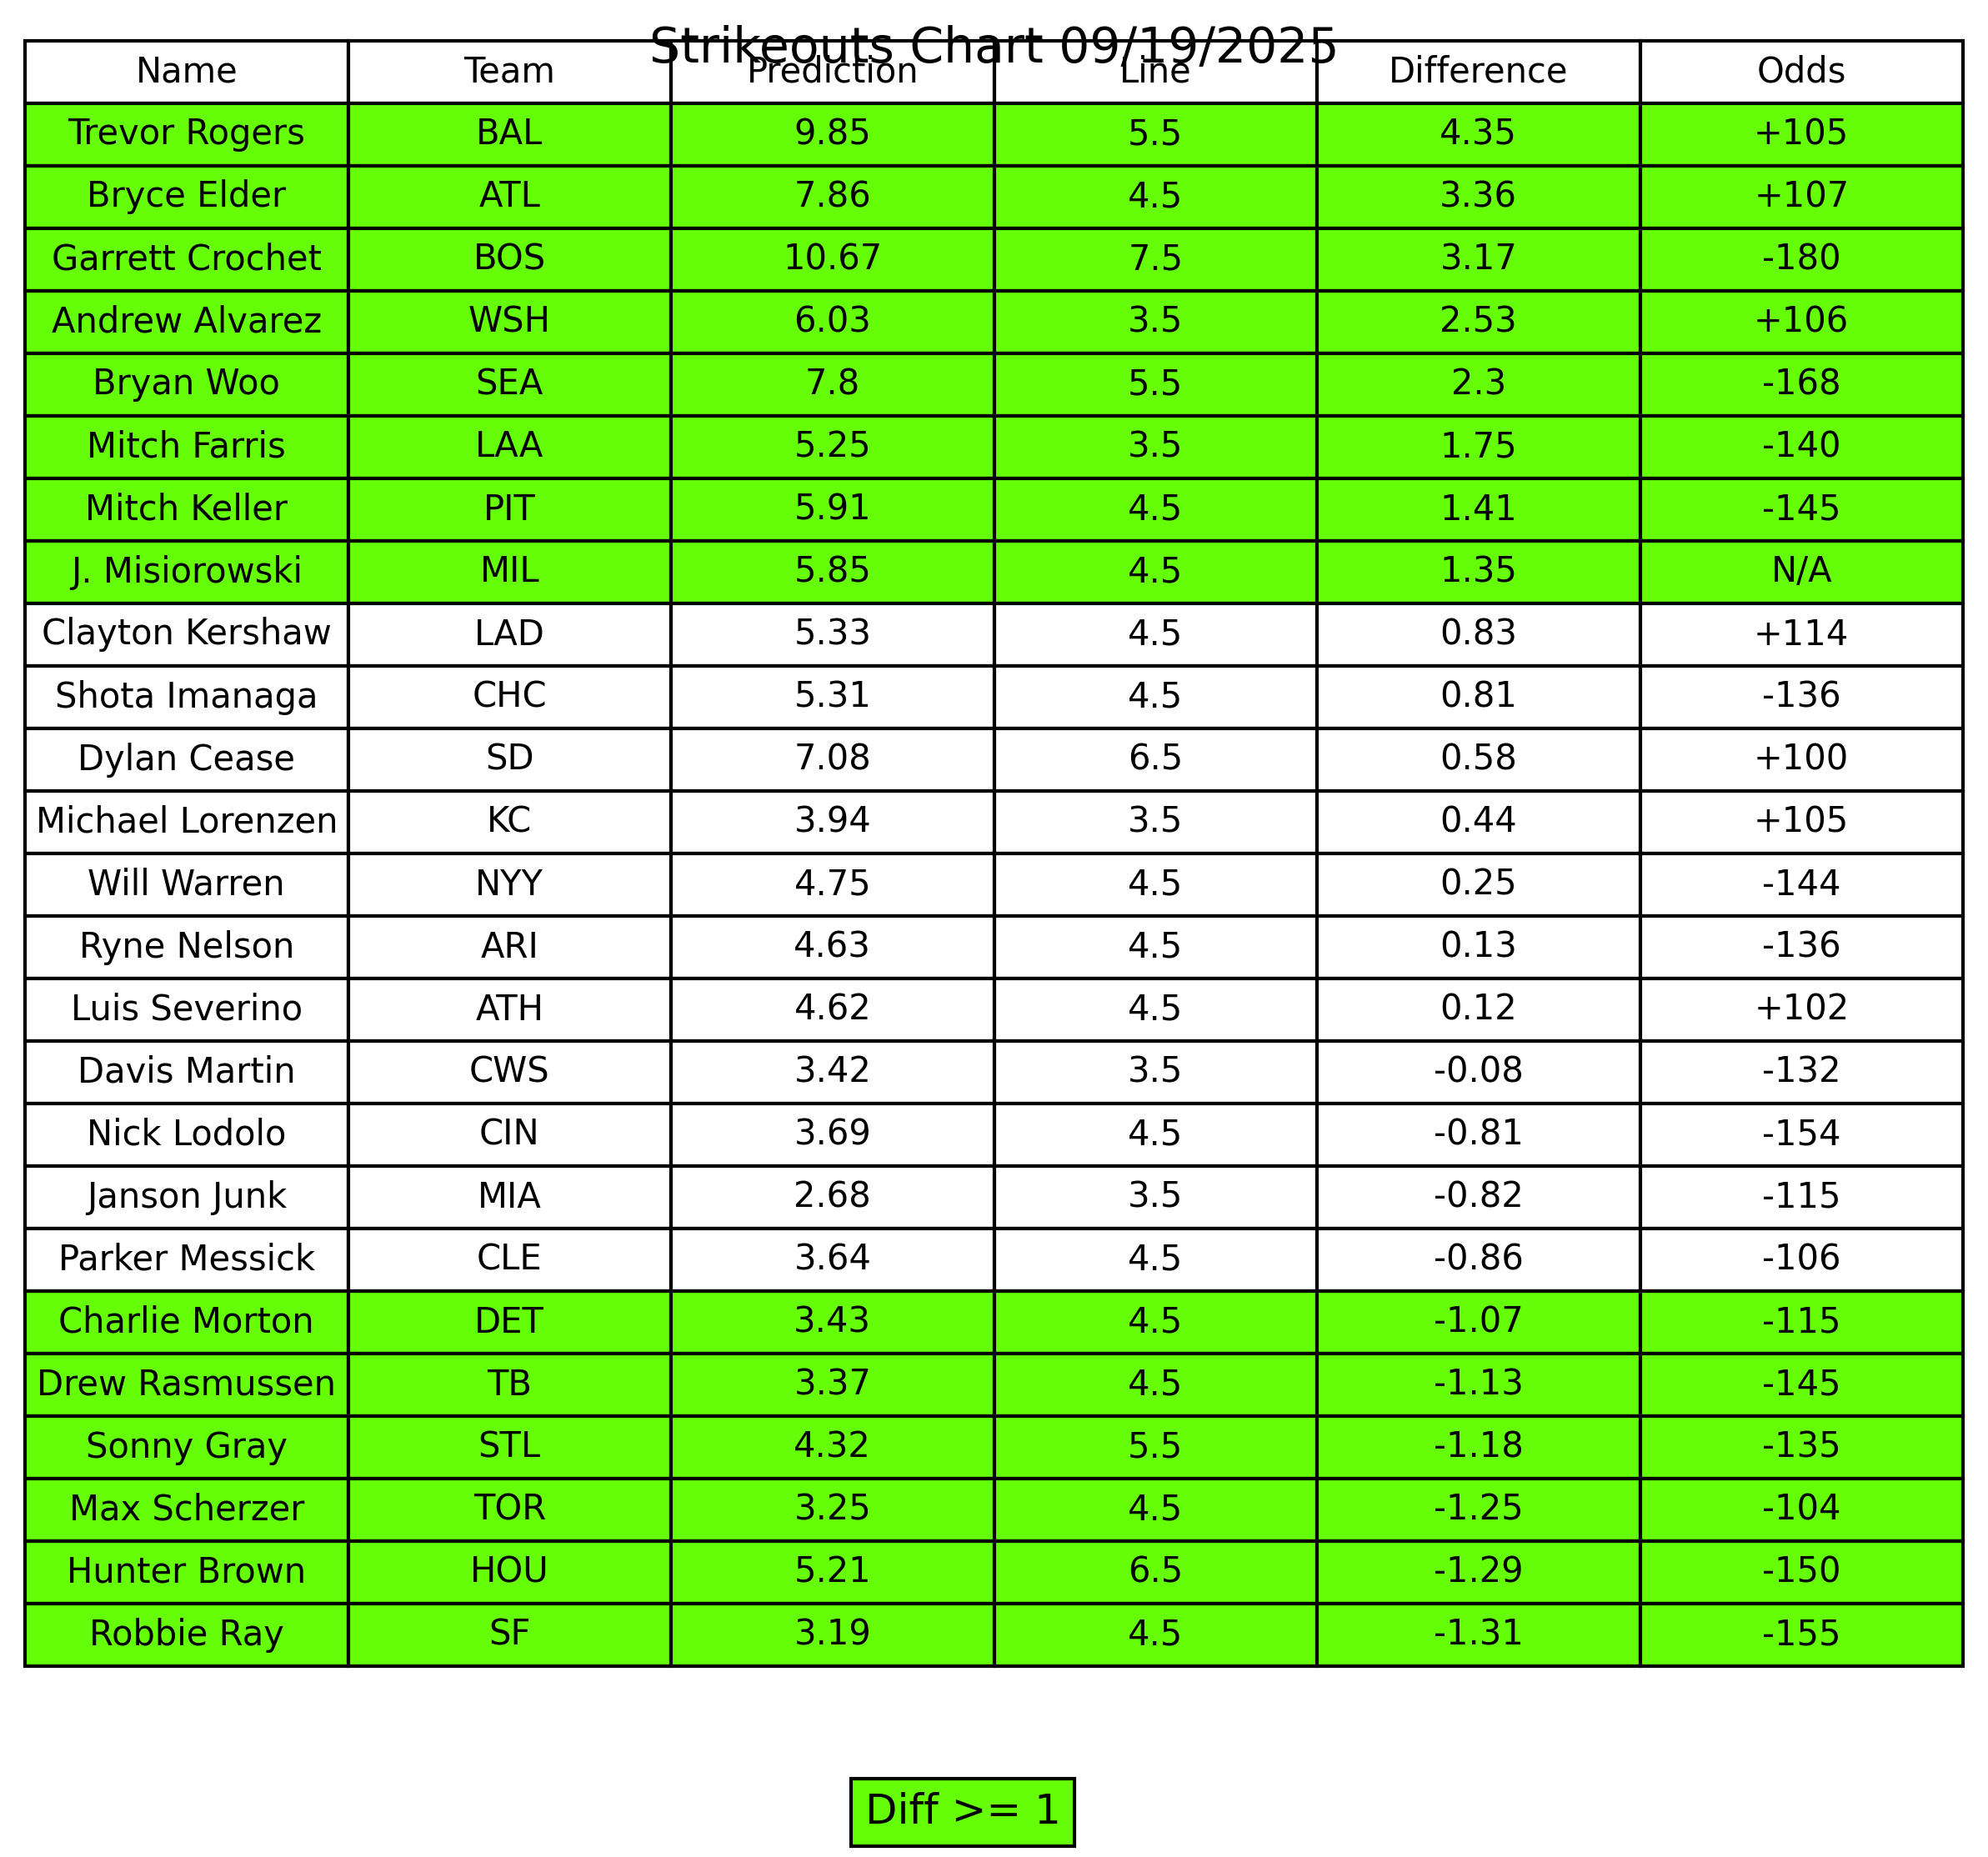 Strikeouts Chart 09/19/2025
Name Team Prediction Line Difference Odds
Trevor Rogers BAL 9.85 5.5 4.35 +105
Bryce Elder ATL 7.86 4.5 3.36 +107
Garrett Crochet BOS 10.67 7.5 3.17 -180
Andrew Alvarez WSH 6.03 3.5 2.53 +106
Bryan Woo SEA 7.8 5.5 2.3 -168
Mitch Farris LAA 5.25 3.5 1.75 -140
Mitch Keller PIT 5.91 4.5 1.41 -145
J. Misiorowski MIL 5.85 4.5 1.35 N/A
Clayton Kershaw LAD 5.33 4.5 0.83 +114
Shota Imanaga CHC 5.31 4.5 0.81 -136
Dylan Cease SD 7.08 6.5 0.58 +100
Michael Lorenzen KC 3.94 3.5 0.44 +105
Will Warren NYY 4.75 4.5 0.25 -144
Ryne Nelson ARI 4.63 4.5 0.13 -136
Luis Severino ATH 4.62 4.5 0.12 +102
Davis Martin CWS 3.42 3.5 -0.08 -132
Nick Lodolo CIN 3.69 4.5 -0.81 -154
Janson Junk MIA 2.68 3.5 -0.82 -115
Parker Messick CLE 3.64 4.5 -0.86 -106
Charlie Morton DET 3.43 4.5 -1.07 -115
Drew Rasmussen TB 3.37 4.5 -1.13 -145
Sonny Gray STL 4.32 5.5 -1.18 -135
Max Scherzer TOR 3.25 4.5 -1.25 -104
Hunter Brown HOU 5.21 6.5 -1.29 -150
Robbie Ray SF 3.19 4.5 -1.31 -155
Diff >= 1